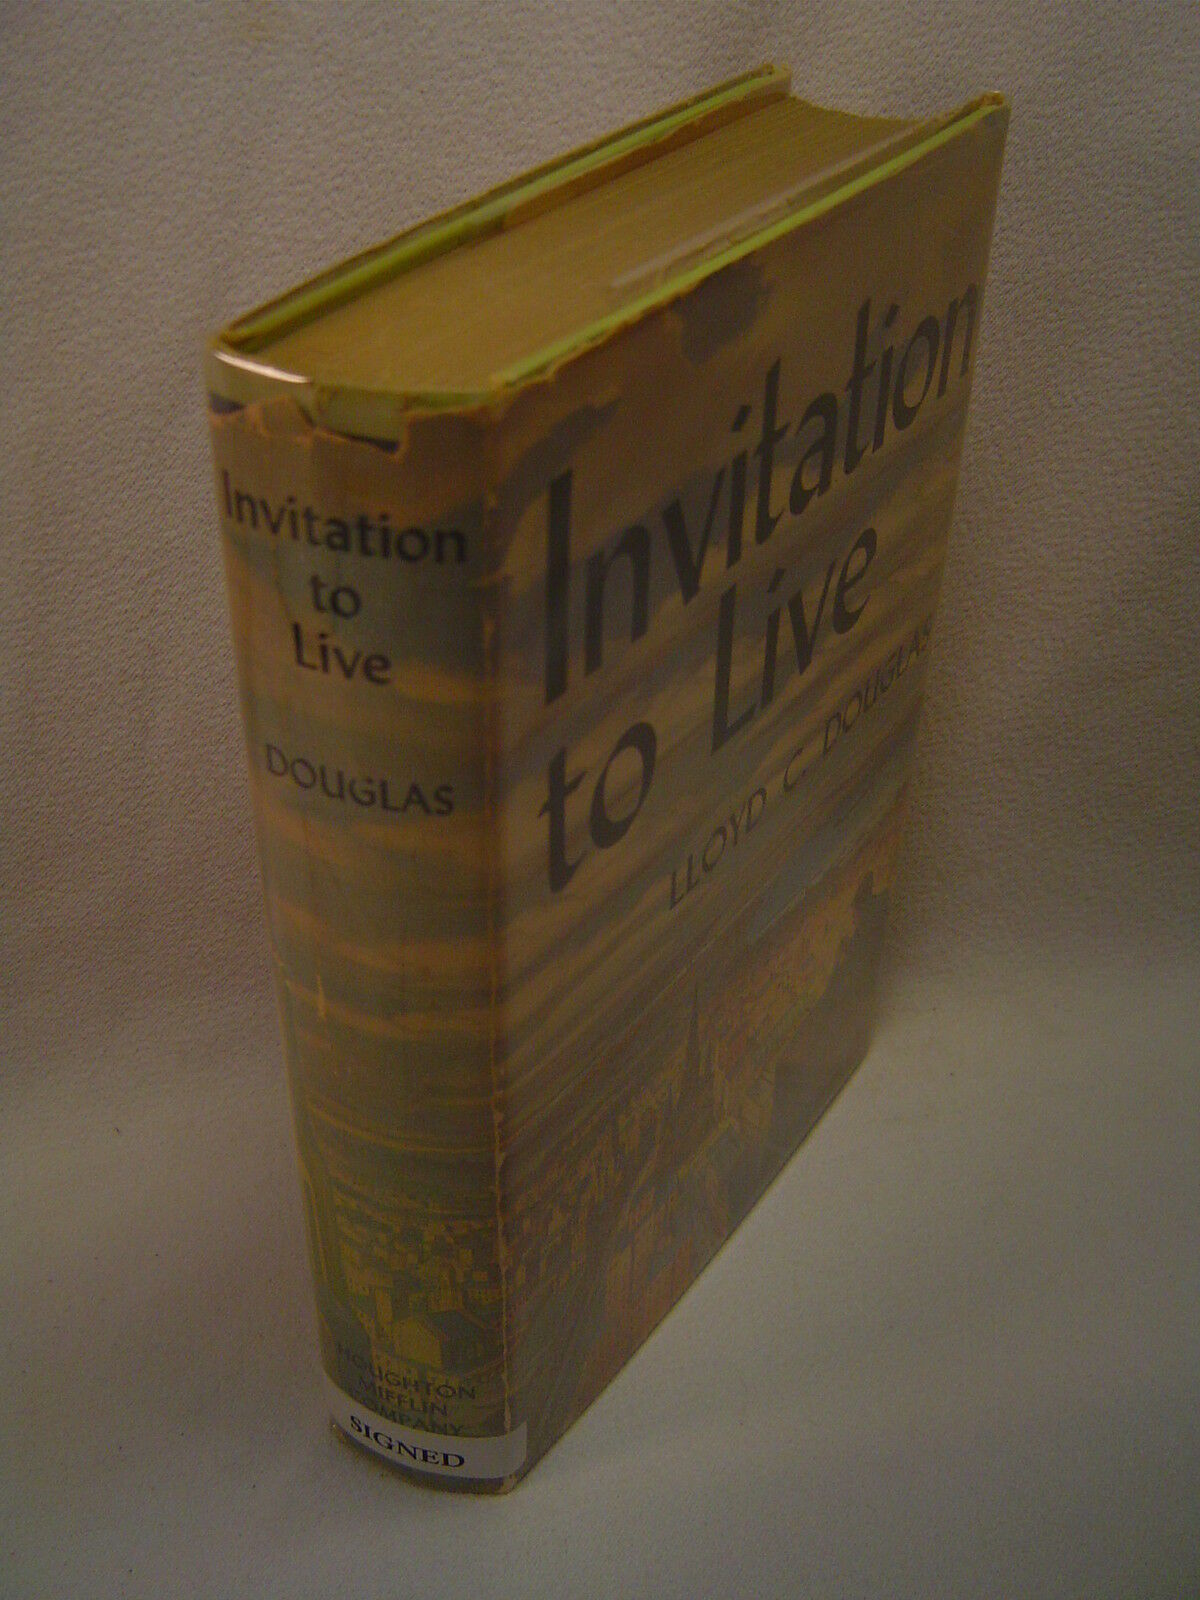 Invitation
to
Live
DOUGLAS
HOUGHTON
MIFFLIN
COMPANY
SIGNED
Invitation
to Live
LLOYD C. DOUGLAS